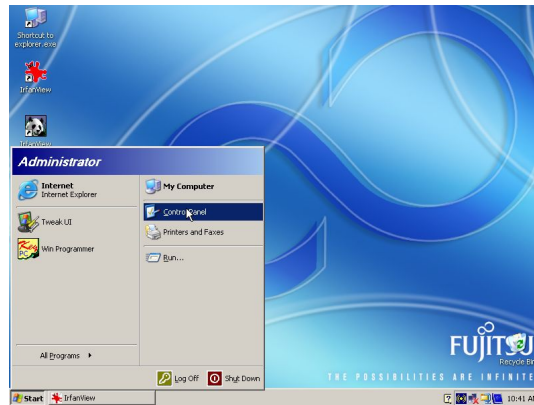 Shortcut to
explorer.exe
IrfanView
Administrator
Internet
Internet Explorer
Tweak UI
Win Programmer
All Programs
My Computer
Control Panel
Printers and Faxes
Run...
Log Off
Shut Down
FUJITSU
Recycle Bin
THE POSSIBILITIES ARE INFINITE
Start
IrfanView
10:41 AM